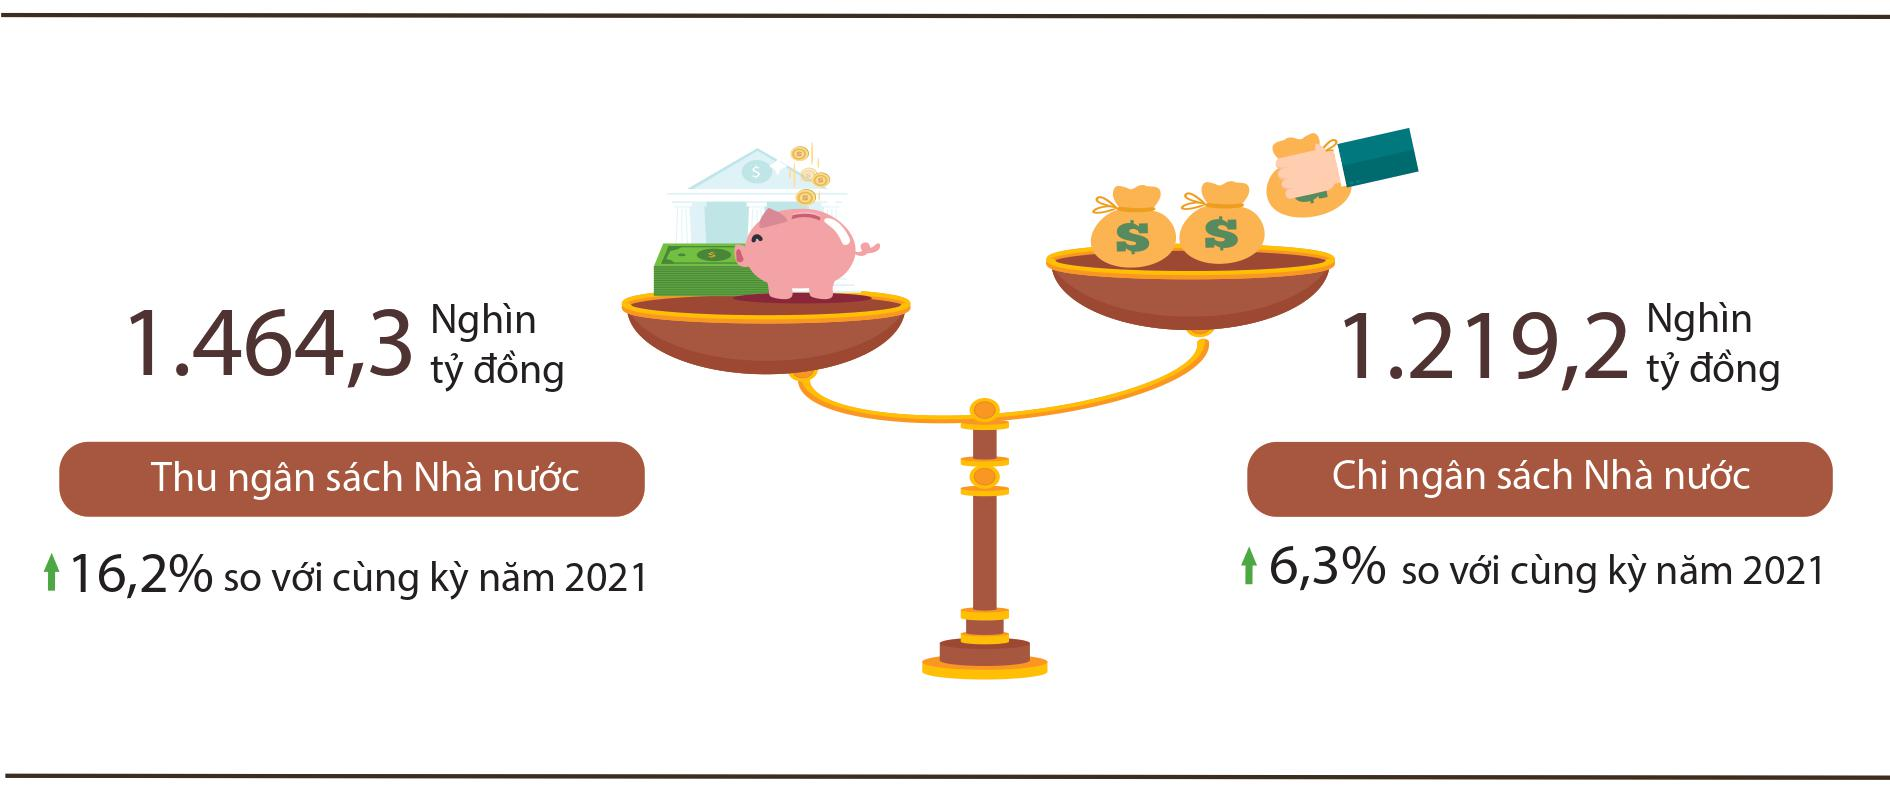 1.464,3 Nghìn
tỷ đồng
Thu ngân sách Nhà nước
16,2% so với cùng kỳ năm 2021
1.219,2 Nghìn
tỷ đồng
Chi ngân sách Nhà nước
6,3% so với cùng kỳ năm 2021
$
$
$
$